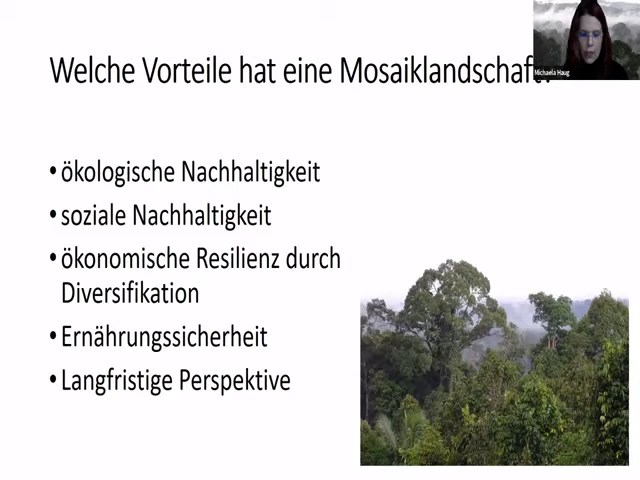 Welche Vorteile hat eine Mosaiklandschaft?
Michaela Haug
• ökologische Nachhaltigkeit
• soziale Nachhaltigkeit
• ökonomische Resilienz durch
Diversifikation
• Ernährungssicherheit
• Langfristige Perspektive